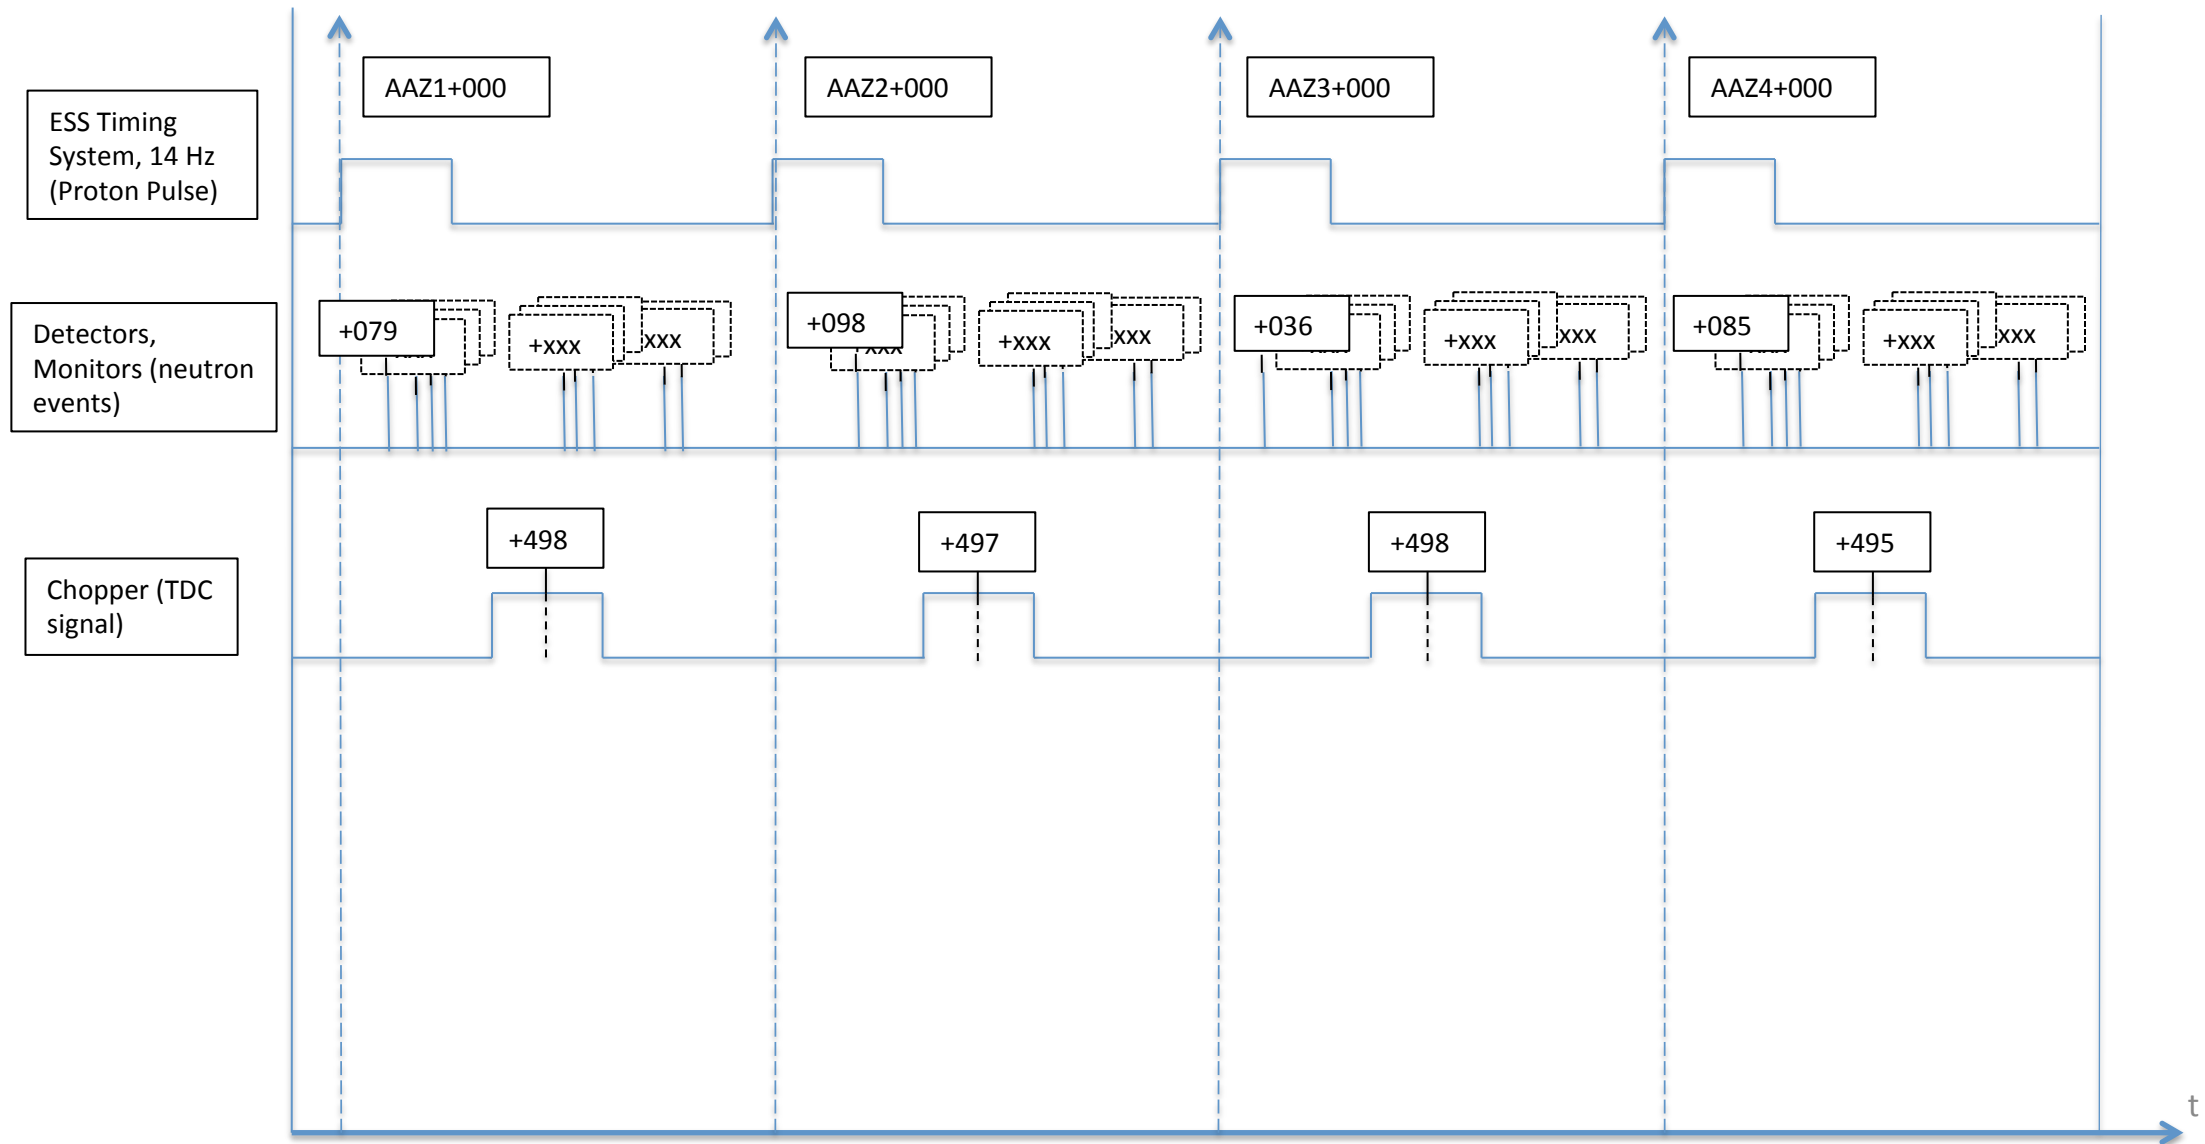 AAZ1+000
AAZ2+000
AAZ3+000
AAZ4+000
ESS Timing
System, 14 Hz
(Proton Pulse)
Detectors,
Monitors (neutron
events)
+079
+xxx
xxx
+098
xxx
+xxx
xxx
+036
+xxx
xxx
+085
+xxx
xxx
Chopper (TDC
signal)
+498
+497
+498
+495
t